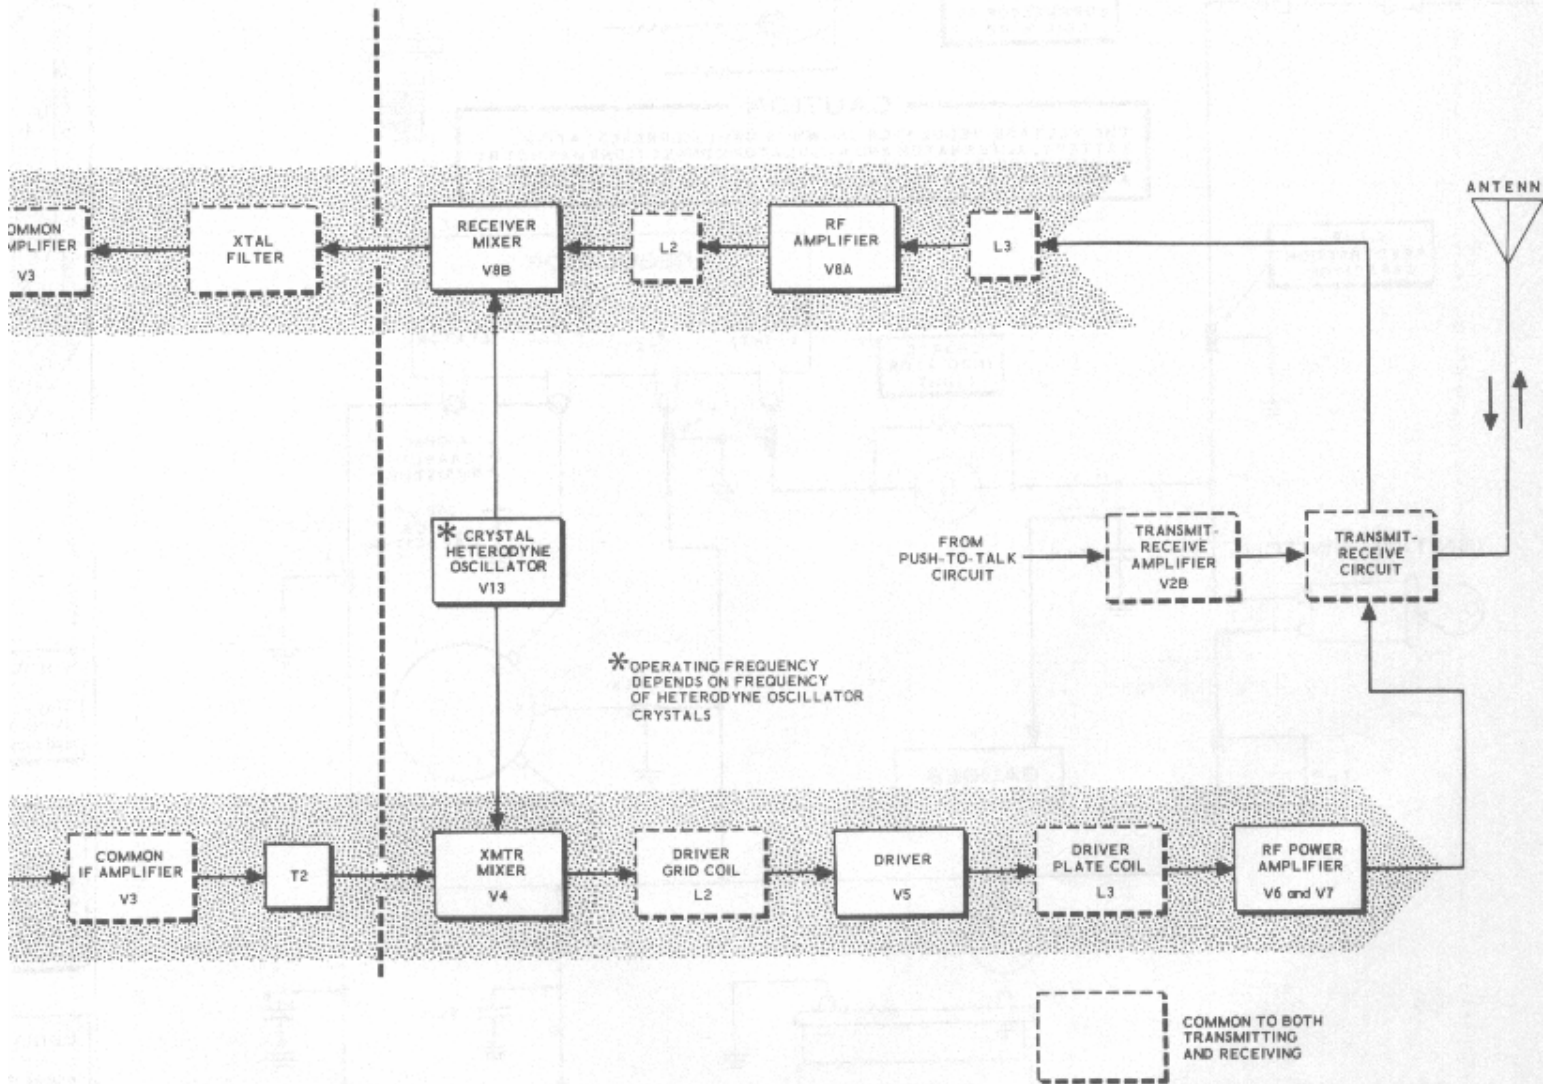 ANTENN
RECEIVER
MIXER
V8B
L2
RF
AMPLIFIER
V8A
L3
XTAL
FILTER
OMMON
MPLIFIER
V3
*CRYSTAL
HETERODYNE
OSCILLATOR
V13
FROM
PUSH-TO-TALK
CIRCUIT
TRANSMIT-
RECEIVE
AMPLIFIER
V2B
TRANSMIT-
RECEIVE
CIRCUIT
*OPERATING FREQUENCY
DEPENDS ON FREQUENCY
OF HETERODYNE OSCILLATOR
CRYSTALS
COMMON
IF AMPLIFIER
V3
T2
XMTR
MIXER
V4
DRIVER
GRID COIL
L2
DRIVER
V5
DRIVER
PLATE COIL
L3
RF POWER
AMPLIFIER
V6 and V7
COMMON TO BOTH
TRANSMITTING
AND RECEIVING